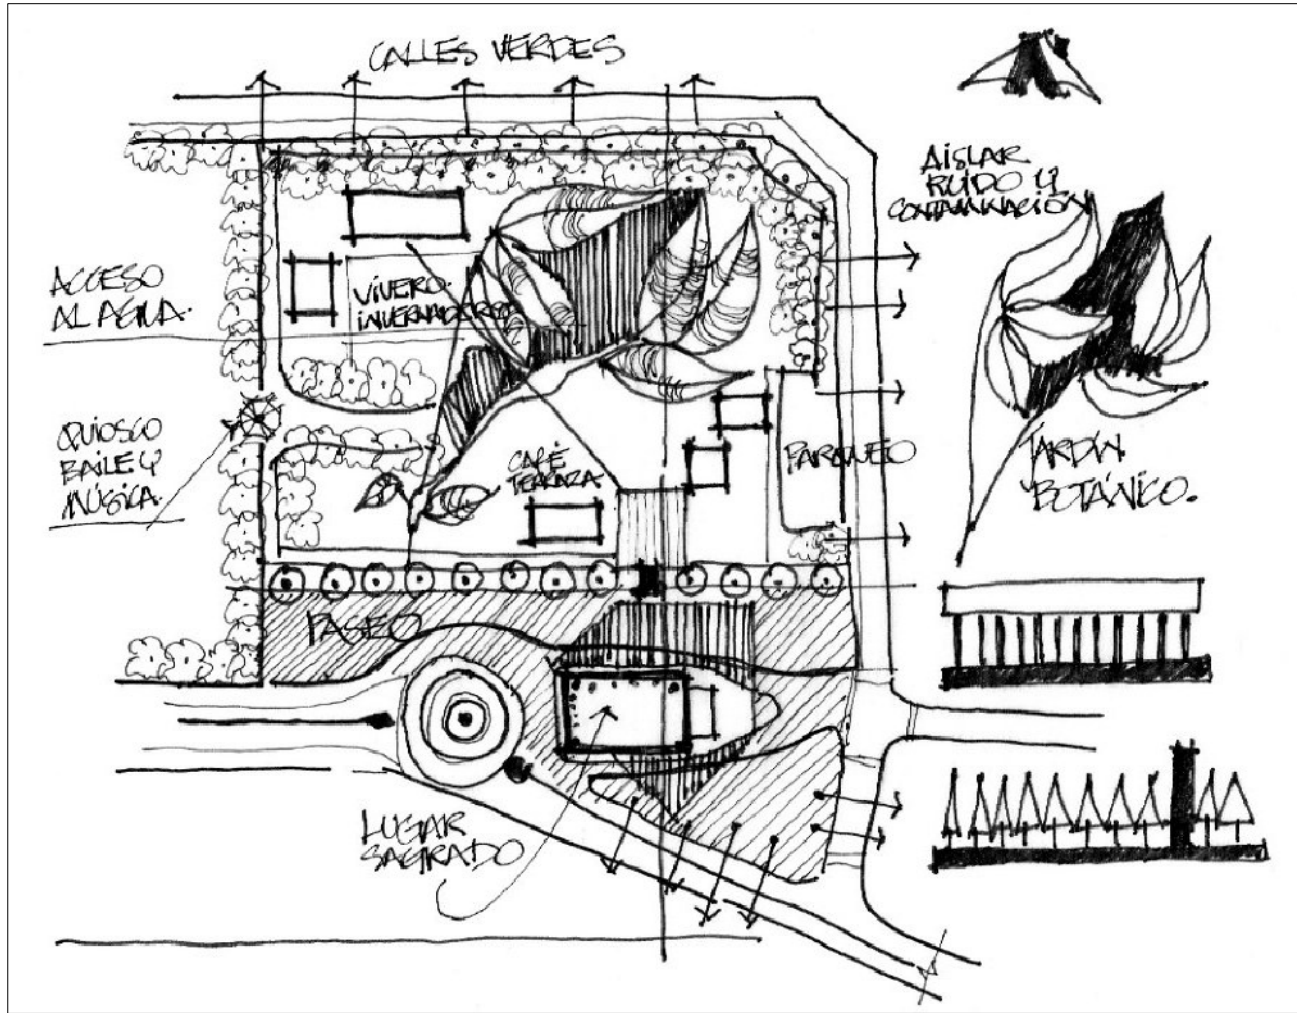 CALLES VERDES
AISLAR
RUIDO Y
CONTAMINACIÓN
ACCESO
AL AGUA.
VIVERO.
INVERNADERO
QUIOSCO
BAILE Y
MÚSICA.
CAFÉ
TERRAZA.
PARQUEO
JARDÍN
BOTÁNICO.
PASEO
LUGAR
SAGRADO